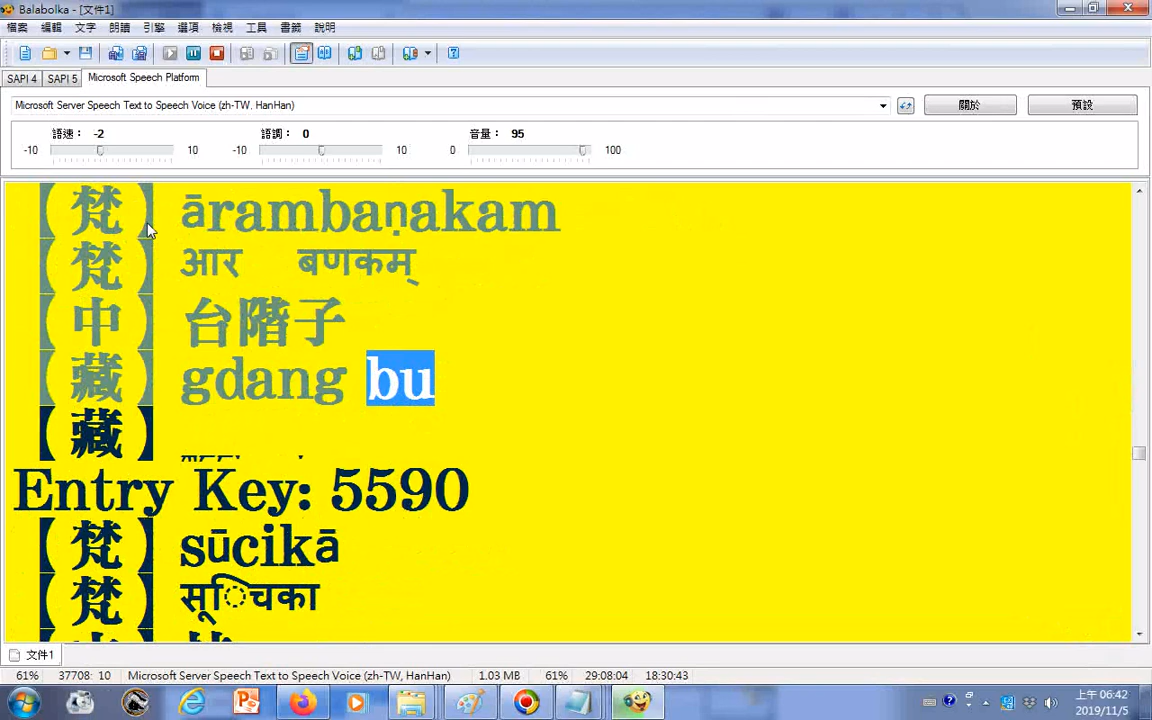 Balabolka - [文件1]
檔案 編輯 文字 朗讀 引擎 選項 檢視 工具 書籤 說明
SAPI 4 SAPI 5 Microsoft Speech Platform
Microsoft Server Speech Text to Speech Voice (zh-TW, HanHan) 關於 預設
語速： -2 語調： 0 音量： 95
-10 10 -10 10 0 100
【梵】 ārambaṇakam
【梵】 आर बणकम्
【中】 台階子
【藏】 gdang bu
【藏】
Entry Key: 5590
【梵】 sūcikā
【梵】 सूिचका
文件1
61% 37708: 10 Microsoft Server Speech Text to Speech Voice (zh-TW, HanHan) 1.03 MB 61% 29:08:04 18:30:43
上午 06:42
2019/11/5